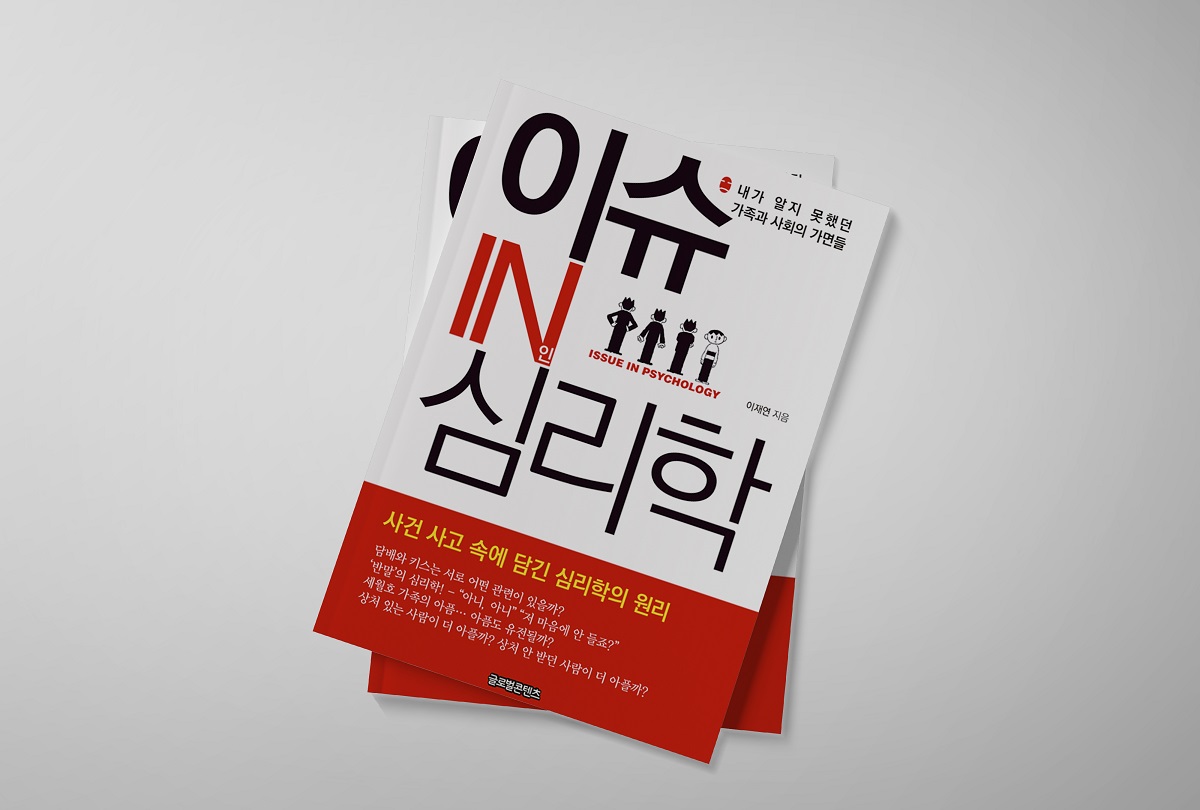 이슈
내가 알지 못했던
가족과 사회의 가면들
IN
인
ISSUE IN PSYCHOLOGY
이재연 지음
심리학
사건 사고 속에 담긴 심리학의 원리
담배와 키스는 서로 어떤 관련이 있을까?
‘반말’의 심리학! – “아니, 아니” “저 마음에 안 들죠?”
세월호 가족의 아픔… 아픔도 유전될까?
상처 있는 사람이 더 아플까? 상처 안 받던 사람이 더 아플까?
글로벌콘텐츠